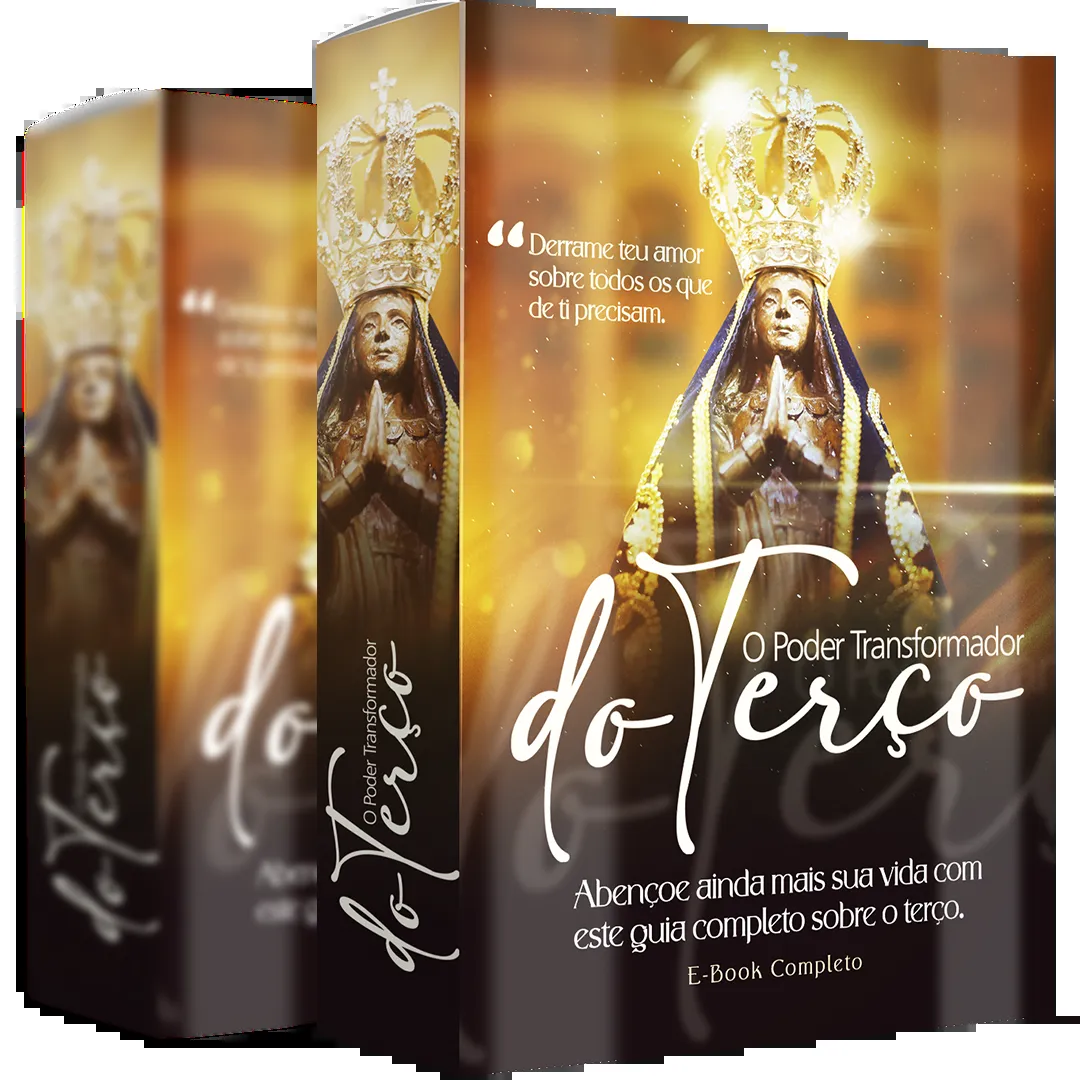 “ Derrame teu amor
sobre todos os que
de ti precisam.
O Poder Transformador
do Terço
Abençoe ainda mais sua vida com
este guia completo sobre o terço.
E-Book Completo
O Poder Transformador
do Terço
do Terço
“
do